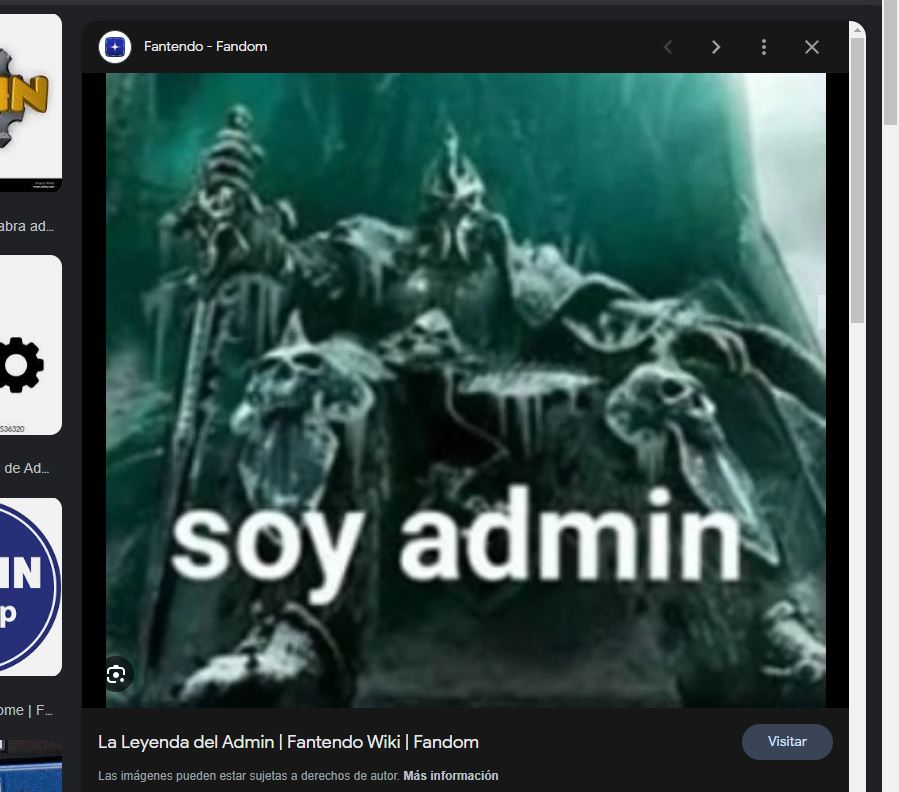 Fantendo - Fandom
abra ad...
536320
de Ad...
IN
p
ome | F...
soy admin
La Leyenda del Admin | Fantendo Wiki | Fandom
Visitar
Las imágenes pueden estar sujetas a derechos de autor. Más información